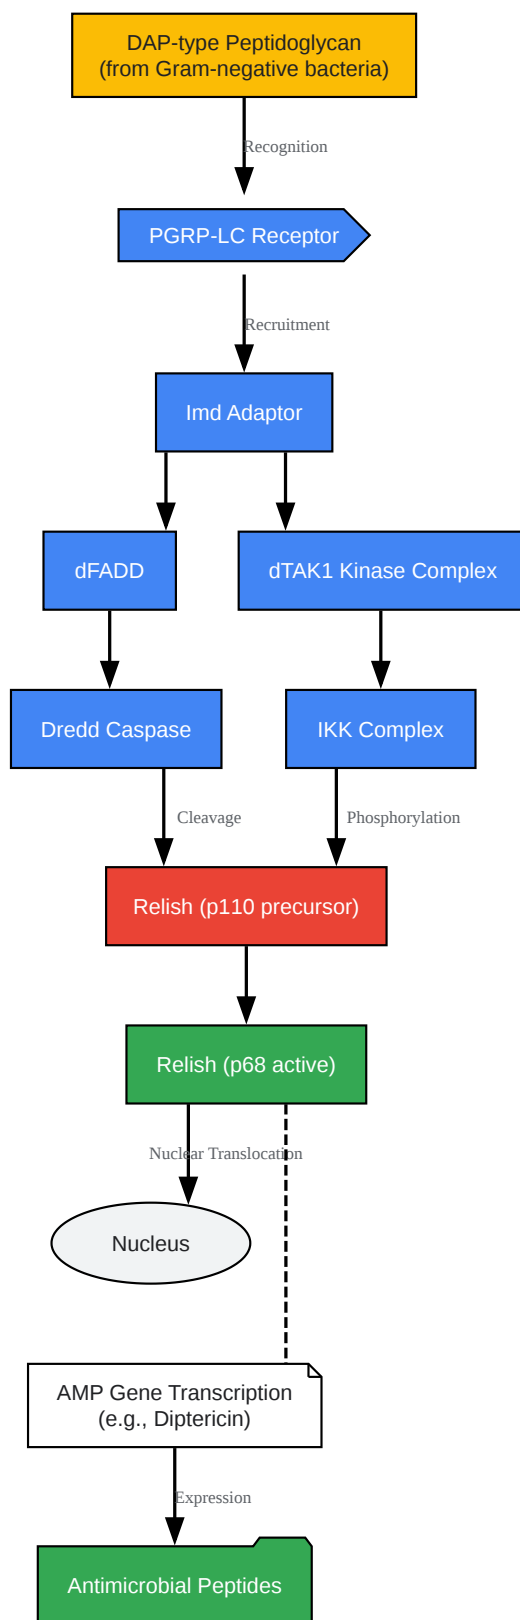 DAP-type Peptidoglycan
(from Gram-negative bacteria)
Recognition
PGRP-LC Receptor
Recruitment
Imd Adaptor
dFADD
dTAK1 Kinase Complex
Dredd Caspase
IKK Complex
Cleavage
Phosphorylation
Relish (p110 precursor)
Relish (p68 active)
Nuclear Translocation
Nucleus
AMP Gene Transcription
(e.g., Diptericin)
Expression
Antimicrobial Peptides